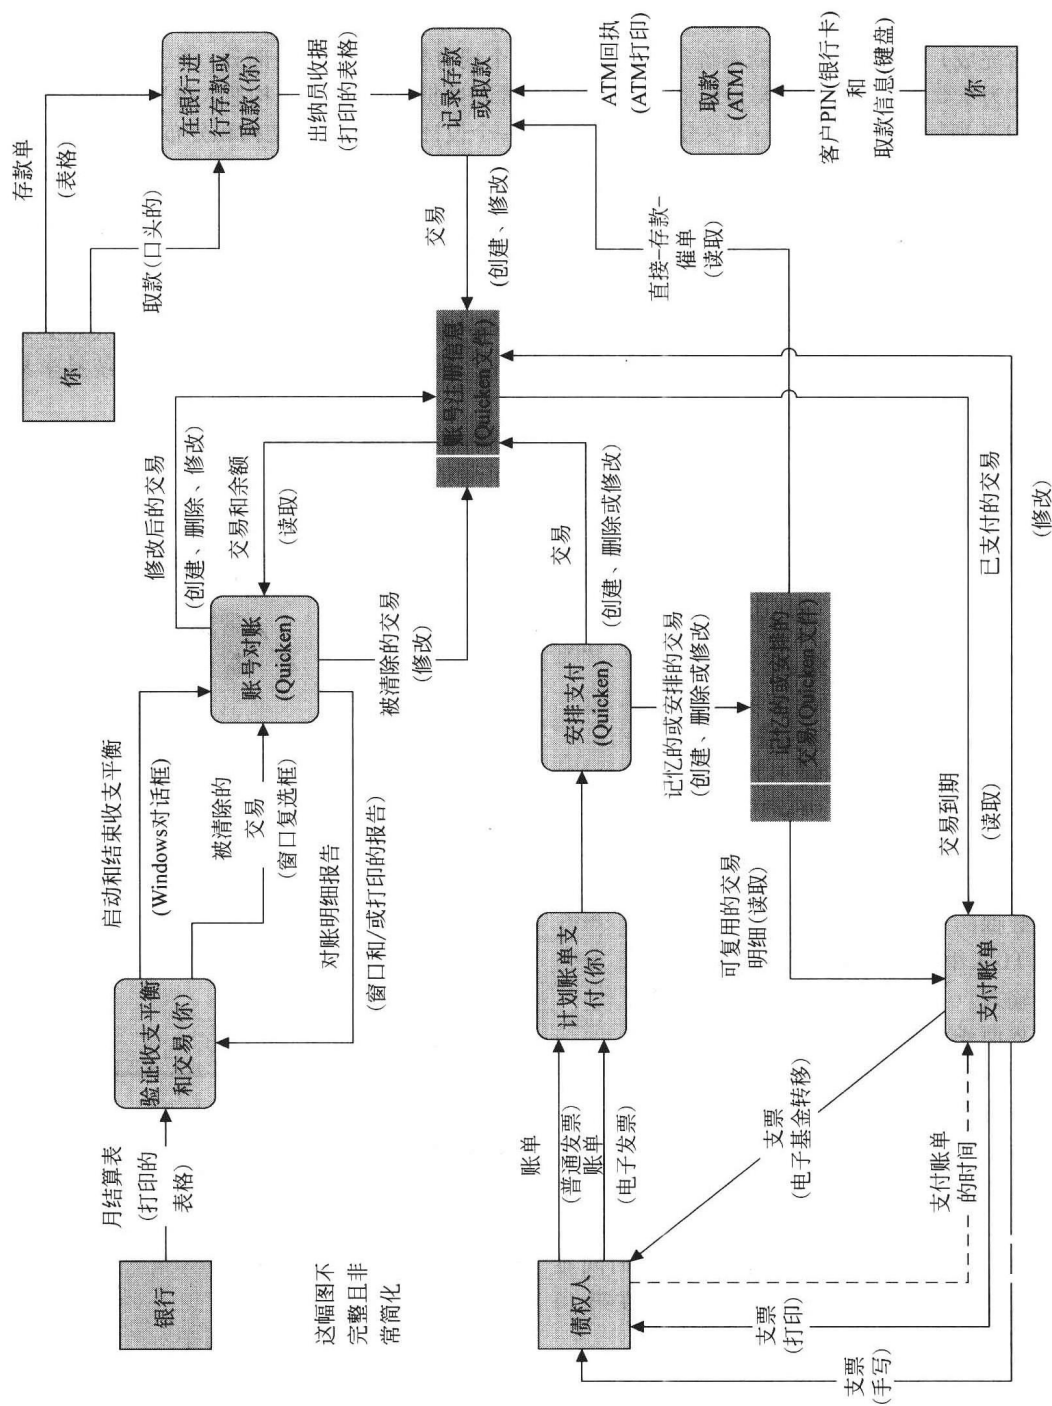 银行
月结算表
(打印的
表格)
验证收支平衡
和交易(你)
启动和结束收支平衡
(Windows对话框)
被清除的
交易
(窗口复选框)
对账明细报告
(窗口和/或打印的报告)
账号对账
(Quicken)
修改后的交易
(创建、删除、修改)
交易和余额
(读取)
被清除的交易
(修改)
你
存款单
(表格)
取款(口头的)
在银行进
行存款或
取款(你)
出纳员收据
(打印的表格)
记录存款
或取款
ATM回执
(ATM打印)
取款
(ATM)
客户PIN(银行卡)
和
取款信息(键盘)
你
交易
(创建、修改)
账号注册信息
(Quicken文件)
直接-存款-
催单
(读取)
这幅图不
完整且非
常简化
债权人
账单
(普通发票)
账单
(电子发票)
计划账单支
付(你)
安排支付
(Quicken)
交易
(创建、删除或修改)
记忆的或安排的交易
(创建、删除或修改)
记忆的或安排的
交易(Quicken文件)
可复用的交易
明细(读取)
交易到期
(读取)
已支付的交易
(修改)
支付账单
支票
(电子基金转移)
支付账单
的时间
支票
(打印)
支票
(手写)